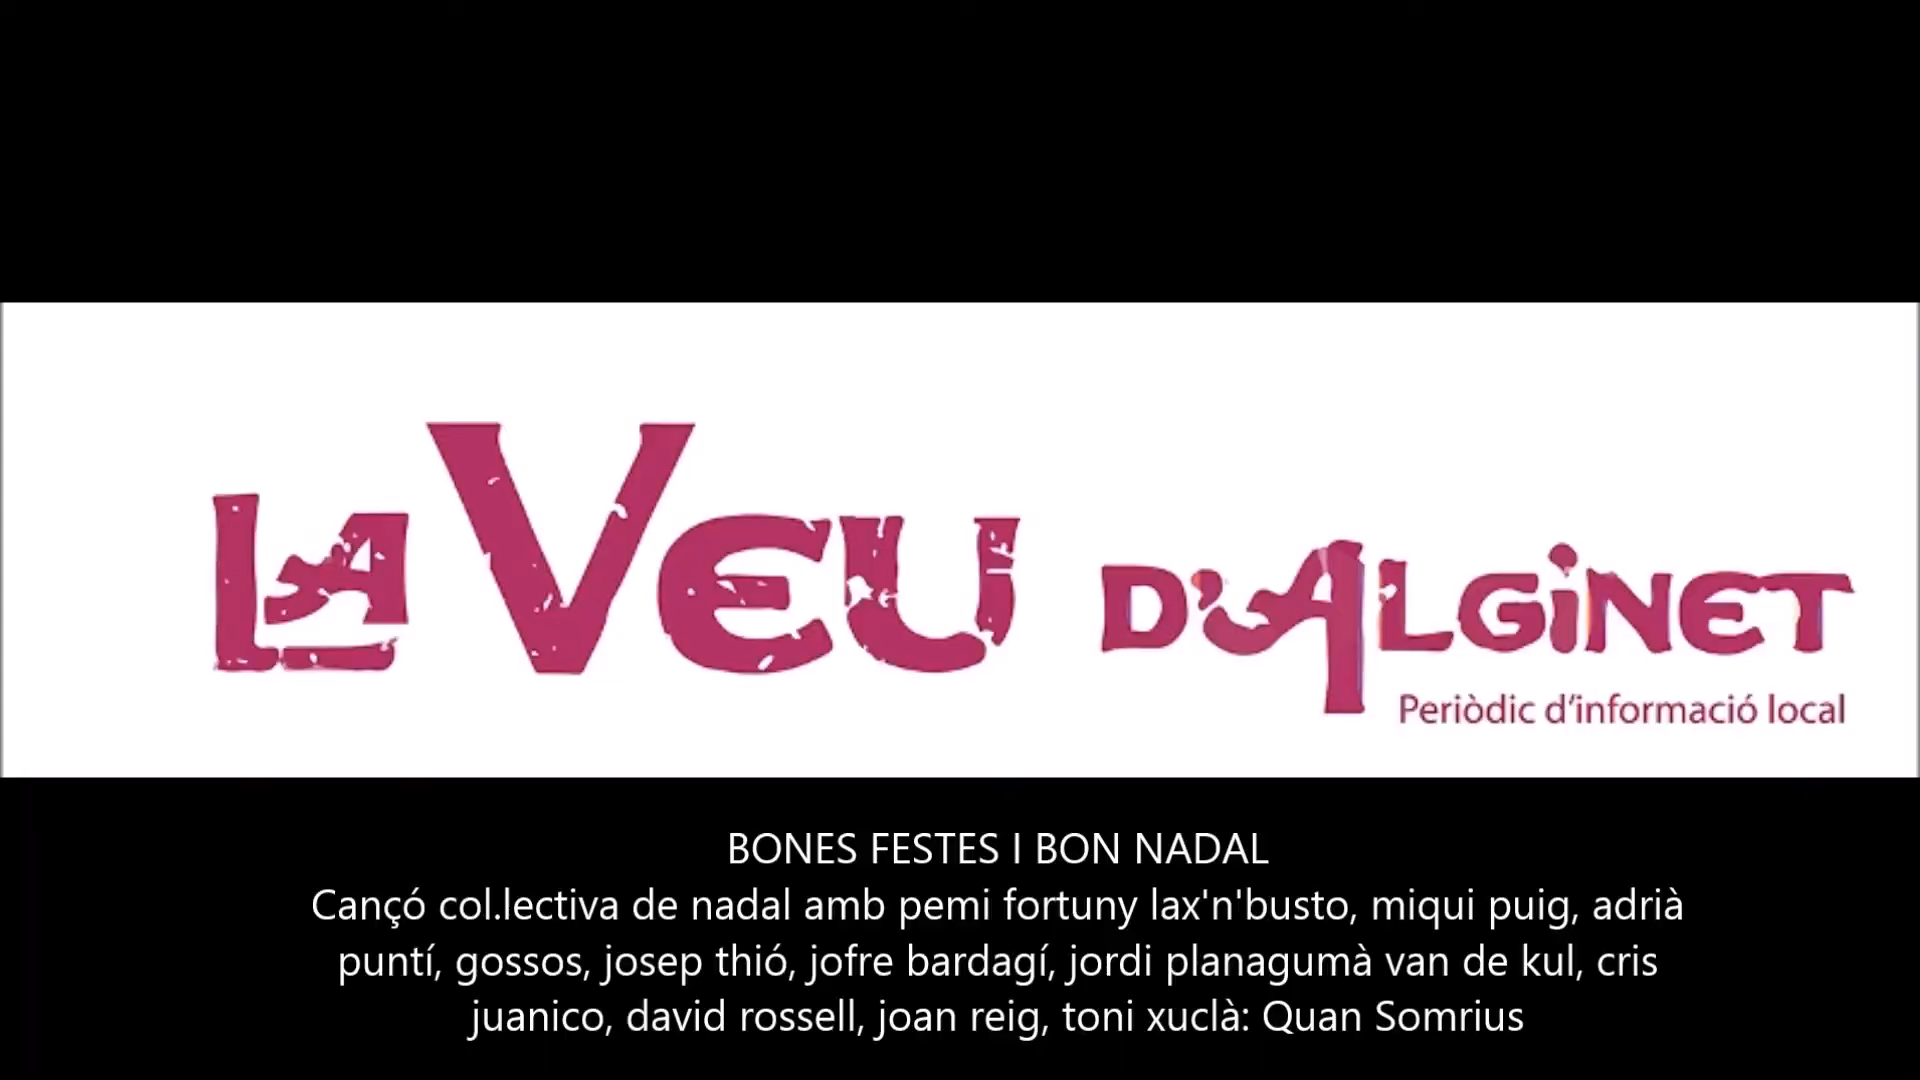 LA VEU D'ALGINET
Periòdic d'informació local
BONES FESTES I BON NADAL
Cançó col.lectiva de nadal amb pemi fortuny lax'n'busto, miqui puig, adrià
puntí, gossos, josep thió, jofre bardagí, jordi planagumà van de kul, cris
juanico, david rossell, joan reig, toni xuclà: Quan Somrius